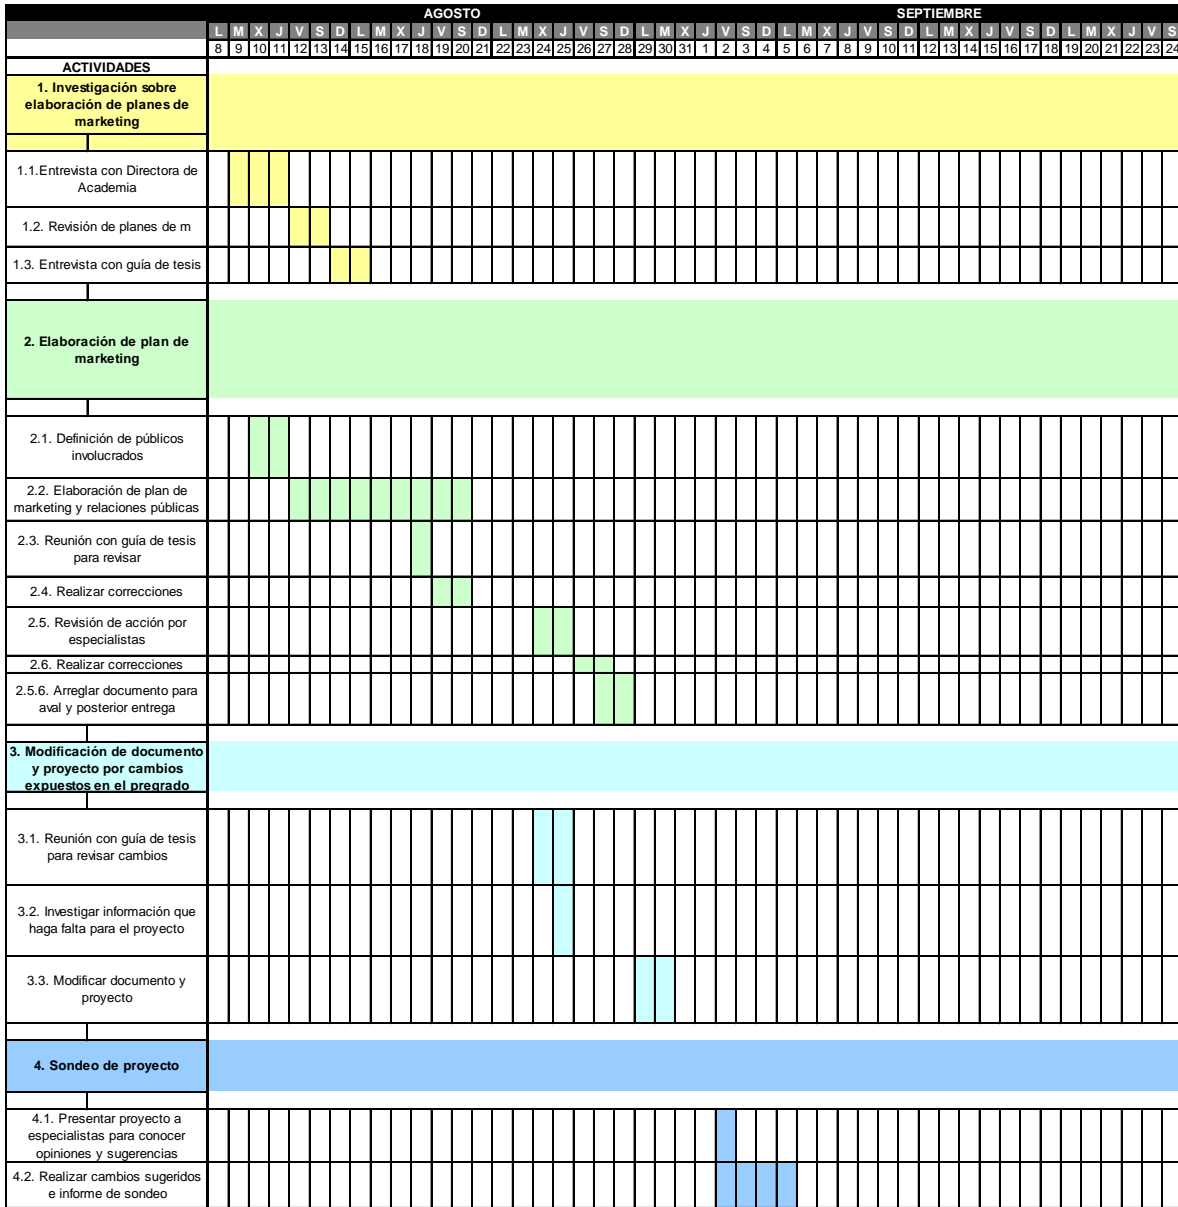 AGOSTO SEPTIEMBRE
L M X J V S D L M X J V S D L M X J V S D L M X J V S D L M X J V S D L M X J V S D L M X J V S
8 9 10 11 12 13 14 15 16 17 18 19 20 21 22 23 24 25 26 27 28 29 30 31 1 2 3 4 5 6 7 8 9 10 11 12 13 14 15 16 17 18 19 20 21 22 23 24
ACTIVIDADES
1. Investigación sobre
elaboración de planes de
marketing
1.1.Entrevista con Directora de
Academia
1.2. Revisión de planes de m
1.3. Entrevista con guía de tesis
2. Elaboración de plan de
marketing
2.1. Definición de públicos
involucrados
2.2. Elaboración de plan de
marketing y relaciones públicas
2.3. Reunión con guía de tesis
para revisar
2.4. Realizar correcciones
2.5. Revisión de acción por
especialistas
2.6. Realizar correcciones
2.5.6. Arreglar documento para
aval y posterior entrega
3. Modificación de documento
y proyecto por cambios
expuestos en el pregrado
3.1. Reunión con guía de tesis
para revisar cambios
3.2. Investigar información que
haga falta para el proyecto
3.3. Modificar documento y
proyecto
4. Sondeo de proyecto
4.1. Presentar proyecto a
especialistas para conocer
opiniones y sugerencias
4.2. Realizar cambios sugeridos
e informe de sondeo